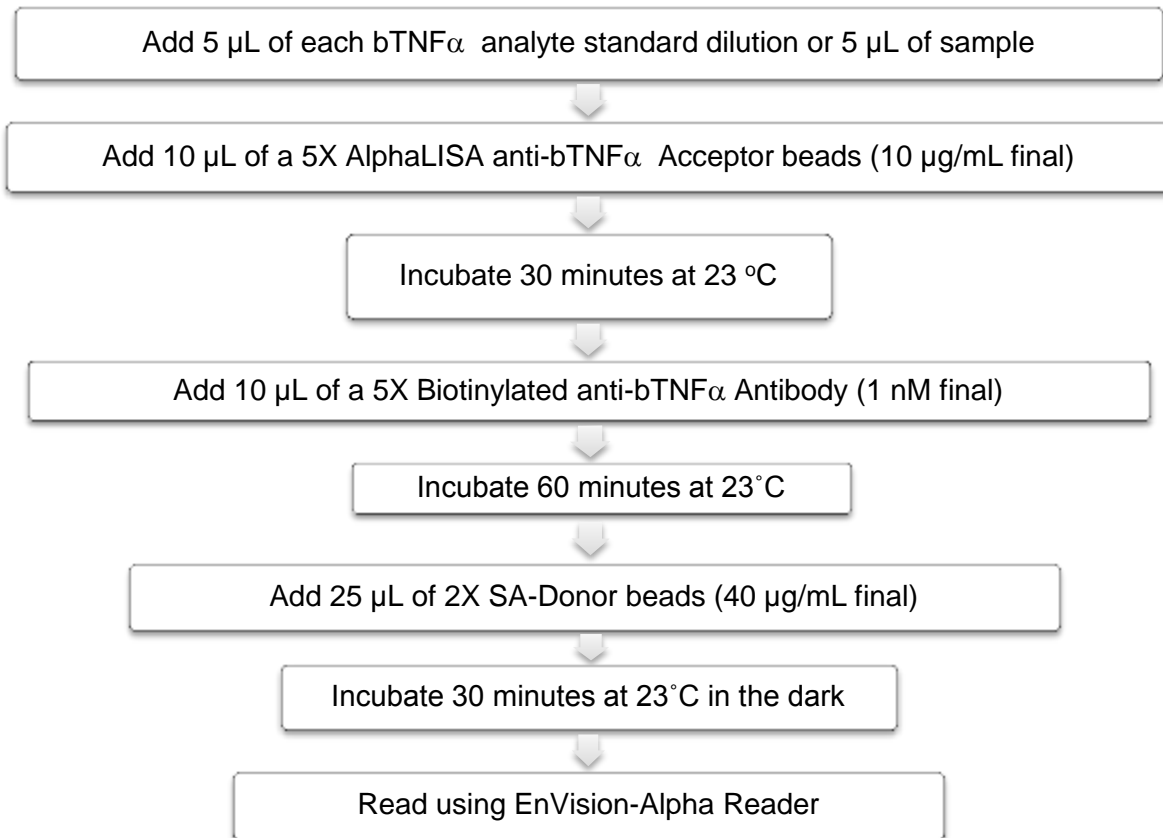 Add 5 µL of each bTNFα analyte standard dilution or 5 µL of sample
Add 10 µL of a 5X AlphaLISA anti-bTNFα Acceptor beads (10 µg/mL final)
Incubate 30 minutes at 23 ºC
Add 10 µL of a 5X Biotinylated anti-bTNFα Antibody (1 nM final)
Incubate 60 minutes at 23˚C
Add 25 µL of 2X SA-Donor beads (40 µg/mL final)
Incubate 30 minutes at 23˚C in the dark
Read using EnVision-Alpha Reader